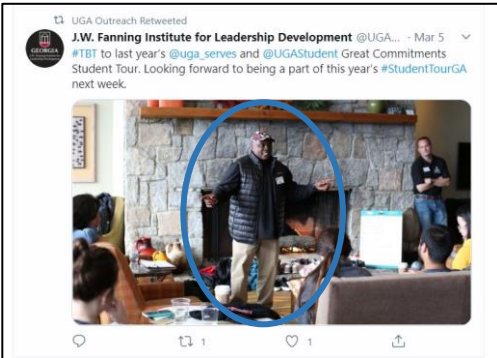 UGA Outreach Retweeted
J.W. Fanning Institute for Leadership Development @UGA... · Mar 5
#TBT to last year's @uga_serves and @UGAStudent Great Commitments
Student Tour. Looking forward to being a part of this year's #StudentTourGA
next week.
GEORGIA
1
1